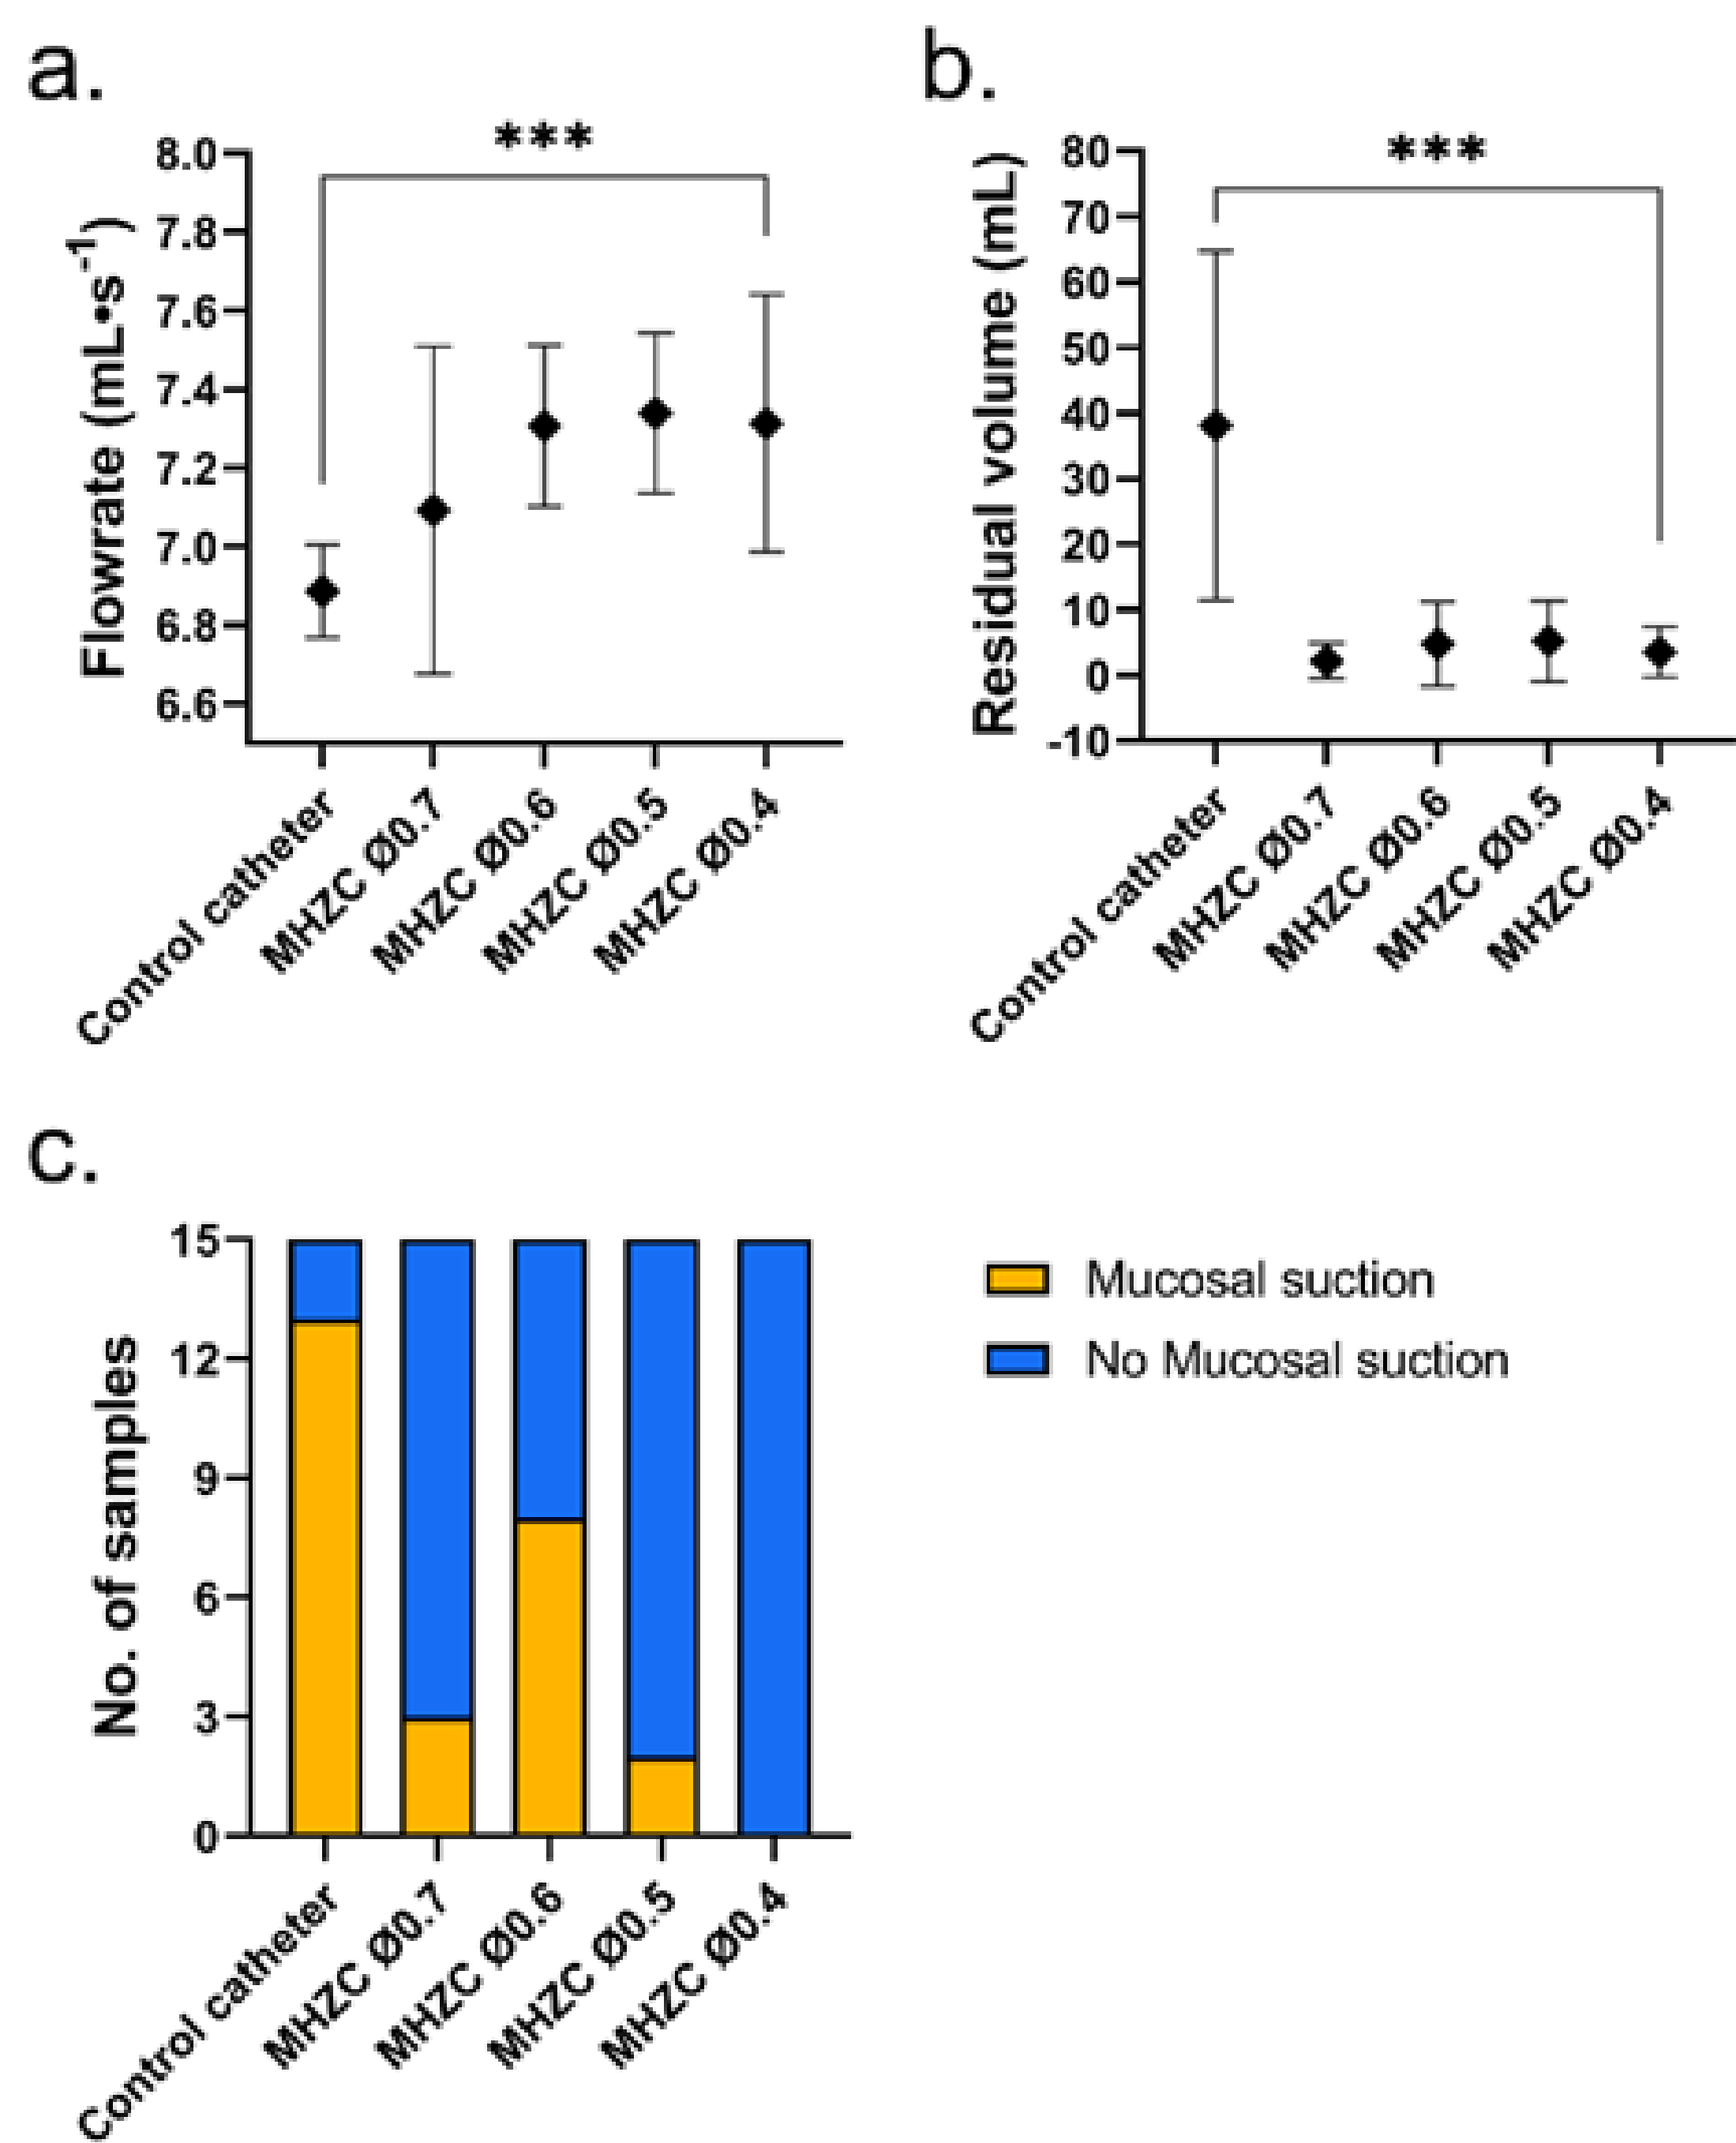 a.
***
Flowrate (mL•s⁻¹)
8.0
7.8
7.6
7.4
7.2
7.0
6.8
6.6
Control catheter
MHZC Ø0.7
MHZC Ø0.6
MHZC Ø0.5
MHZC Ø0.4
b.
***
Residual volume (mL)
80
70
60
50
40
30
20
10
0
-10
Control catheter
MHZC Ø0.7
MHZC Ø0.6
MHZC Ø0.5
MHZC Ø0.4
c.
No. of samples
15
12
9
6
3
0
Control catheter
MHZC Ø0.7
MHZC Ø0.6
MHZC Ø0.5
MHZC Ø0.4
Mucosal suction
No Mucosal suction